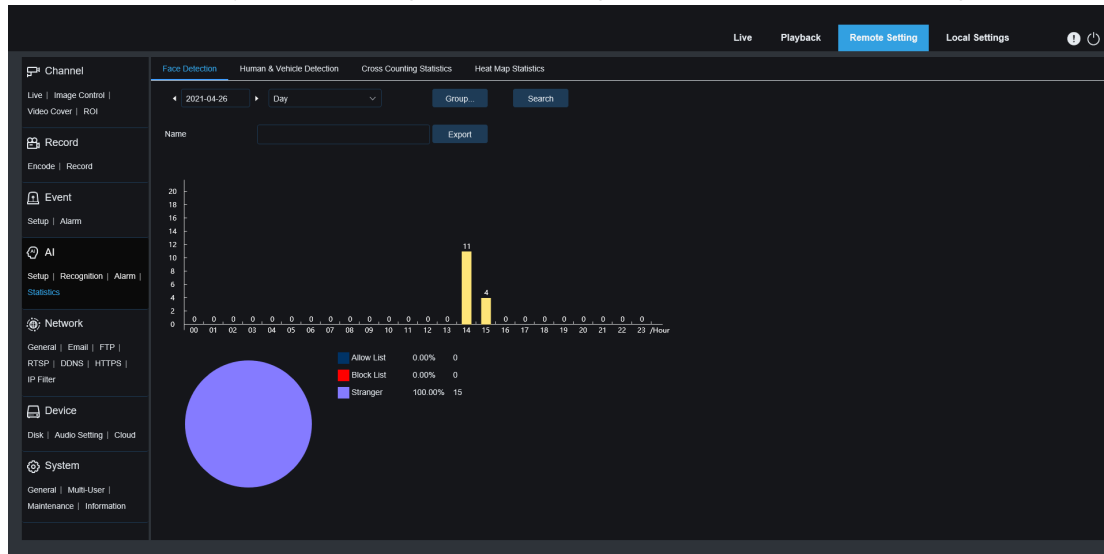 Live Playback Remote Setting Local Settings
Channel
Live | Image Control |
Video Cover | ROI
Record
Encode | Record
Event
Setup | Alarm
AI
Setup | Recognition | Alarm |
Statistics
Network
General | Email | FTP |
RTSP | DDNS | HTTPS |
IP Filter
Device
Disk | Audio Setting | Cloud
System
General | Multi-User |
Maintenance | Information
Face Detection Human & Vehicle Detection Cross Counting Statistics Heat Map Statistics
2021-04-26 Day Group... Search
Name Export
20
18
16
14
12
10
8
6
4
2
0
0 0 0 0 0 0 0 0 0 0 0 0 0 0 11 4 0 0 0 0 0 0 0 0
00 01 02 03 04 05 06 07 08 09 10 11 12 13 14 15 16 17 18 19 20 21 22 23 /Hour
Allow List 0.00% 0
Block List 0.00% 0
Stranger 100.00% 15